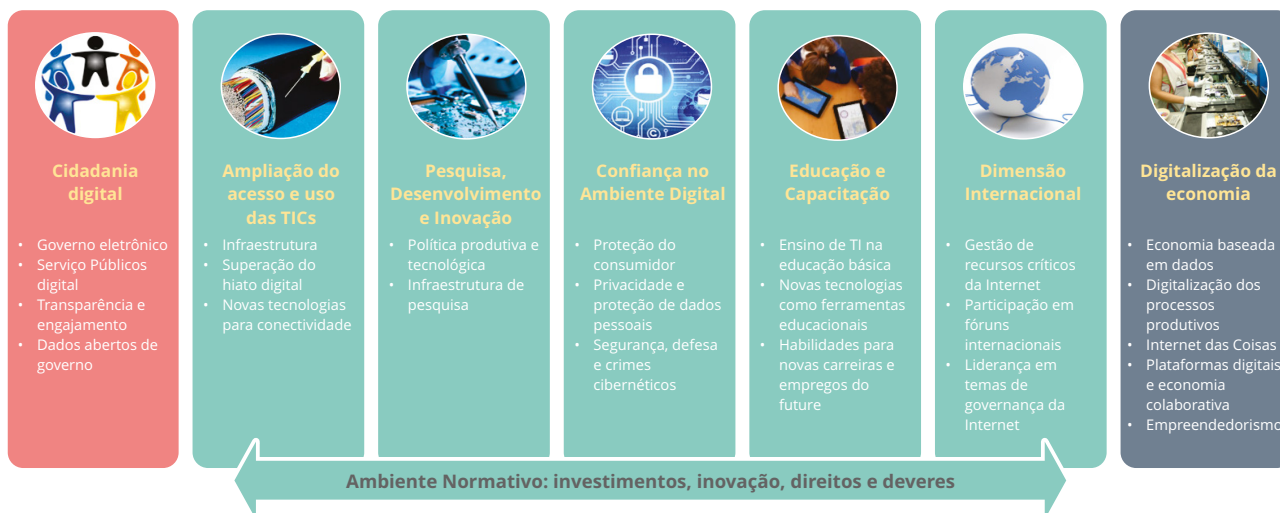 Cidadania
digital
• Governo eletrônico
• Serviço Públicos
digital
• Transparência e
engajamento
• Dados abertos de
governo
Ampliação do
acesso e uso
das TICs
• Infraestrutura
• Superação do
hiato digital
• Novas tecnologias
para conectividade
Pesquisa,
Desenvolvimento
e Inovação
• Política produtiva e
tecnológica
• Infraestrutura de
pesquisa
Confiança no
Ambiente Digital
• Proteção do
consumidor
• Privacidade e
proteção de dados
pessoais
• Segurança, defesa
e crimes
cibernéticos
Educação e
Capacitação
• Ensino de TI na
educação básica
• Novas tecnologias
como ferramentas
educacionais
• Habilidades para
novas carreiras e
empregos do
future
Dimensão
Internacional
• Gestão de
recursos críticos
da Internet
• Participação em
fóruns
internacionais
• Liderança em
temas de
governança da
Internet
Digitalização da
economia
• Economia baseada
em dados
• Digitalização dos
processos
produtivos
• Internet das Coisas
• Plataformas digitais
e economia
colaborativa
• Empreendedorismo
Ambiente Normativo: investimentos, inovação, direitos e deveres